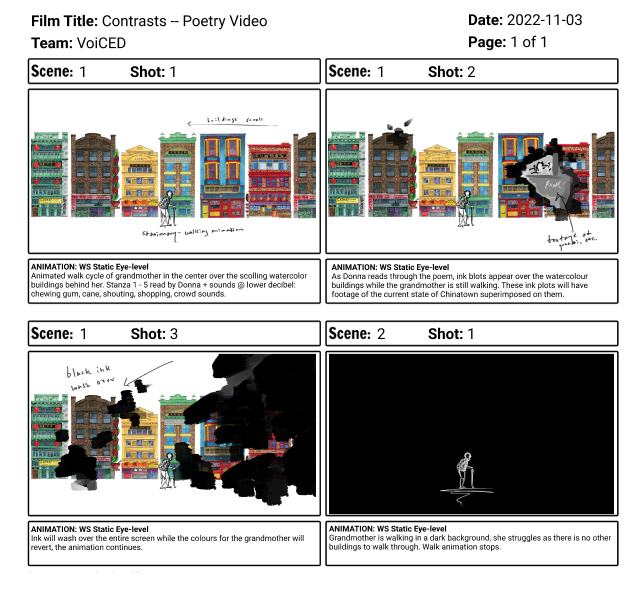 Film Title: Contrasts -- Poetry Video
Date: 2022-11-03
Team: VoiCED
Page: 1 of 1
Scene: 1 Shot: 1
Scene: 1 Shot: 2
buildings scroll
stationary - walking animation
footage of
ANIMATION: WS Static Eye-level
Animated walk cycle of grandmother in the center over the scolling watercolor
buildings behind her. Stanza 1 - 5 read by Donna + sounds @ lower decibel:
chewing gum, cane, shouting, shopping, crowd sounds.
ANIMATION: WS Static Eye-level
As Donna reads through the poem, ink blots appear over the watercolour
buildings while the grandmother is still walking. These ink plots will have
footage of the current state of Chinatown superimposed on them.
Scene: 1 Shot: 3
Scene: 2 Shot: 1
black ink
wash over
ANIMATION: WS Static Eye-level
Ink will wash over the entire screen while the colours for the grandmother will
revert, the animation continues.
ANIMATION: WS Static Eye-level
Grandmother is walking in a dark background, she struggles as there is no other
buildings to walk through. Walk animation stops.